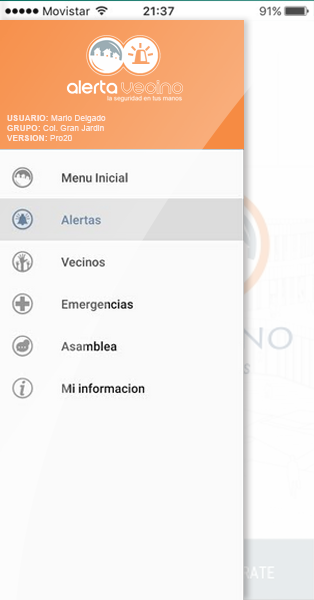 Movistar 21:37 91%
alerta vecino
la seguridad en tus manos
USUARIO: Mario Delgado
GRUPO: Col. Gran Jardin
VERSION: Pro20
Menu Inicial
Alertas
Vecinos
NO
Emergencias
S
Asamblea
Mi informacion
RATE